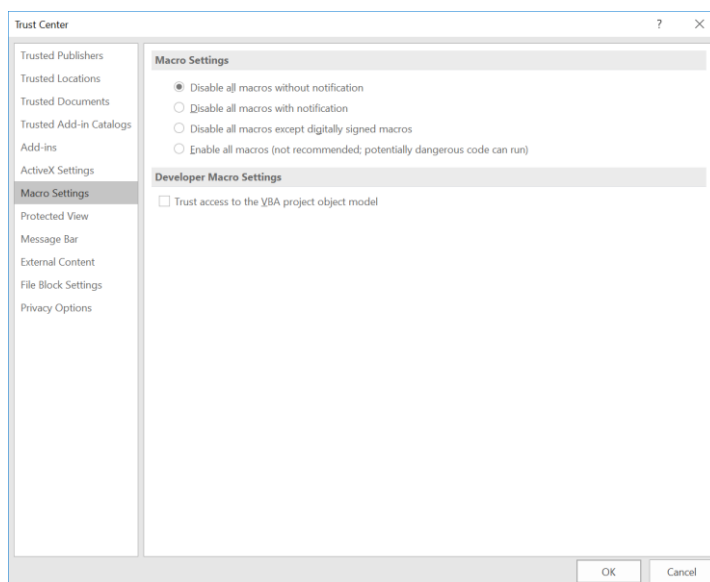 Trust Center
?
Trusted Publishers
Trusted Locations
Trusted Documents
Trusted Add-in Catalogs
Add-ins
ActiveX Settings
Macro Settings
Protected View
Message Bar
External Content
File Block Settings
Privacy Options
Macro Settings
Disable all macros without notification
Disable all macros with notification
Disable all macros except digitally signed macros
Enable all macros (not recommended; potentially dangerous code can run)
Developer Macro Settings
Trust access to the VBA project object model
OK
Cancel